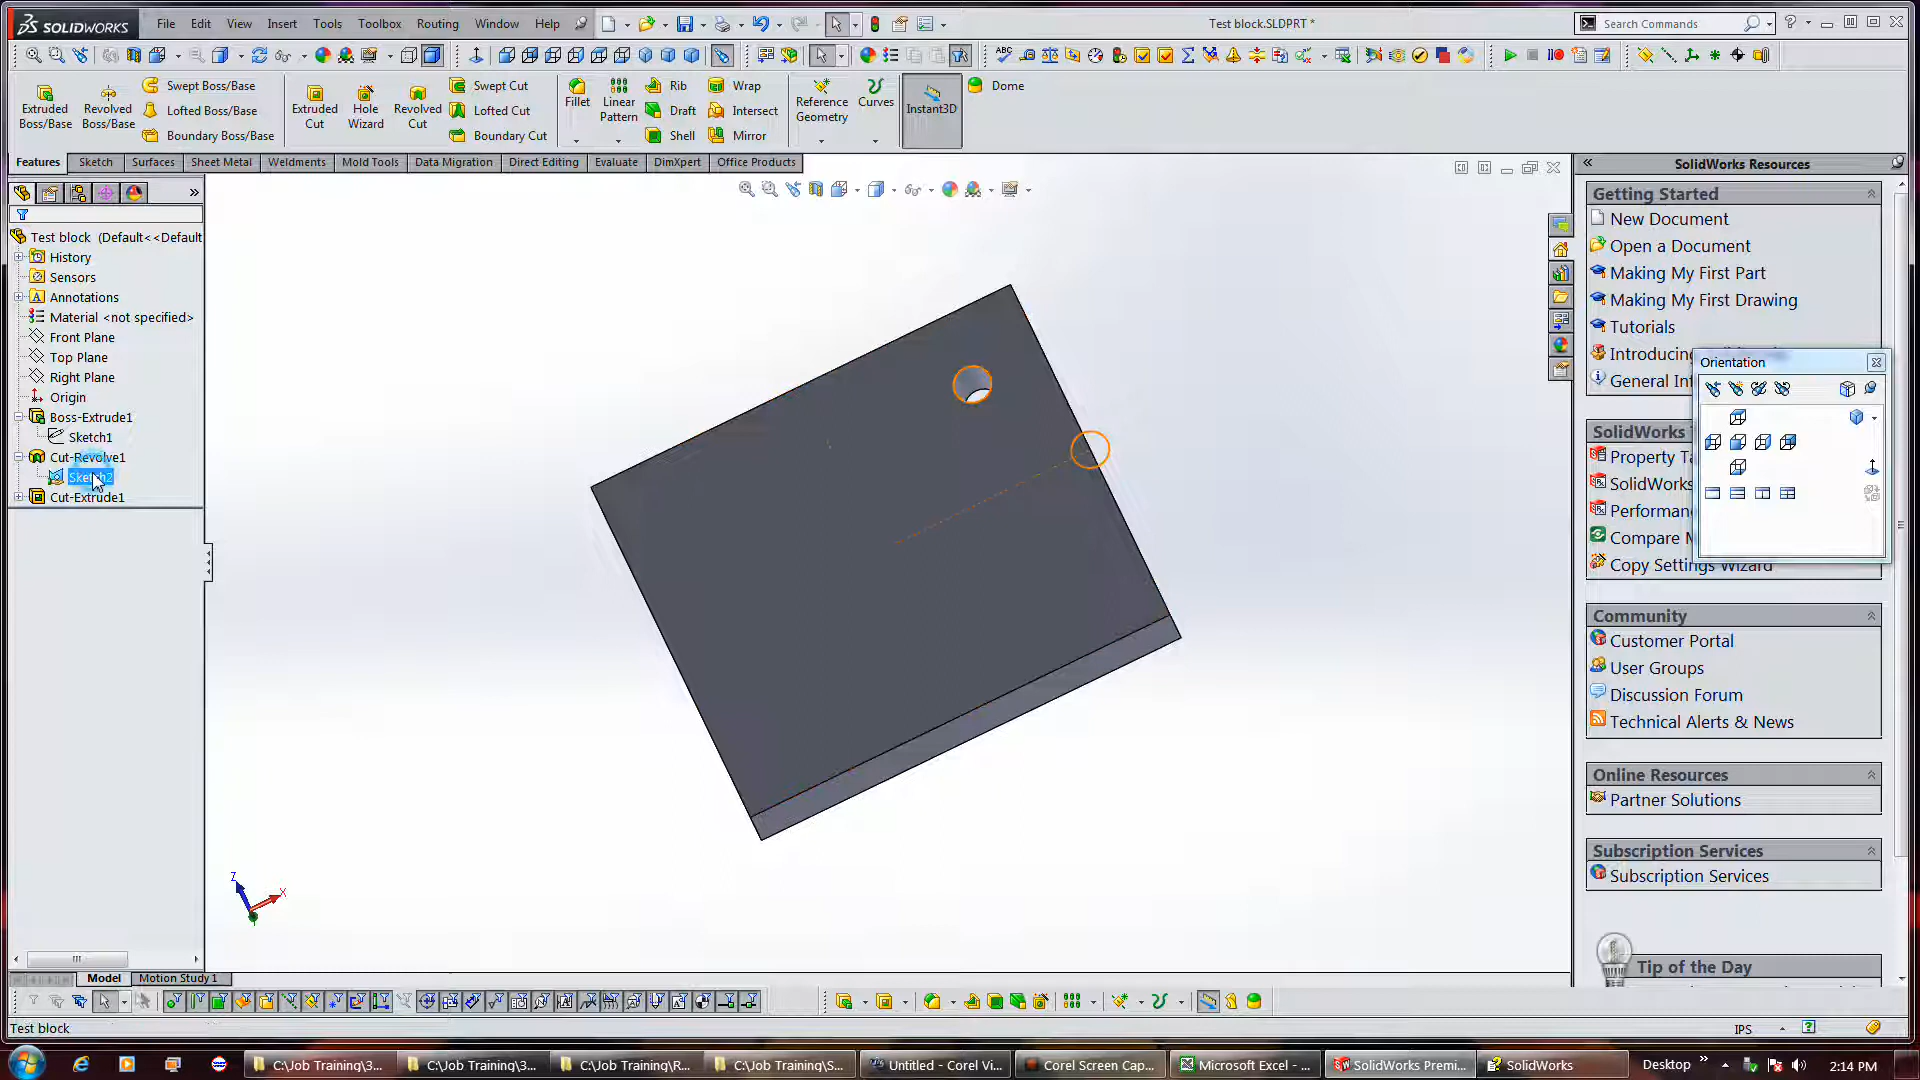 SOLIDWORKS File Edit View Insert Tools Toolbox Routing Window Help Test block.SLDPRT * Search Commands
Extruded Boss/Base
Revolved Boss/Base
Swept Boss/Base
Lofted Boss/Base
Boundary Boss/Base
Extruded Cut
Hole Wizard
Revolved Cut
Swept Cut
Lofted Cut
Boundary Cut
Fillet
Linear Pattern
Rib
Draft
Shell
Wrap
Intersect
Mirror
Reference Geometry
Curves
Instant3D
Dome
Features Sketch Surfaces Sheet Metal Weldments Mold Tools Data Migration Direct Editing Evaluate DimXpert Office Products
Test block (Default<<Default
History
Sensors
Annotations
Material <not specified>
Front Plane
Top Plane
Right Plane
Origin
Boss-Extrude1
Sketch1
Cut-Revolve1
Sketch2
Cut-Extrude1
Z
X
Y
SolidWorks Resources
Getting Started
New Document
Open a Document
Making My First Part
Making My First Drawing
Tutorials
Introducing
General Inf
Orientation
SolidWorks T
Property Ta
SolidWorks
Performan
Compare M
Copy Settings Wizard
Community
Customer Portal
User Groups
Discussion Forum
Technical Alerts & News
Online Resources
Partner Solutions
Subscription Services
Subscription Services
Tip of the Day
Model Motion Study 1
Test block IPS
C:\Job Training\3... C:\Job Training\3... C:\Job Training\R... C:\Job Training\S... Untitled - Corel Vi... Corel Screen Cap... Microsoft Excel - ... SolidWorks Premi... SolidWorks Desktop 2:14 PM